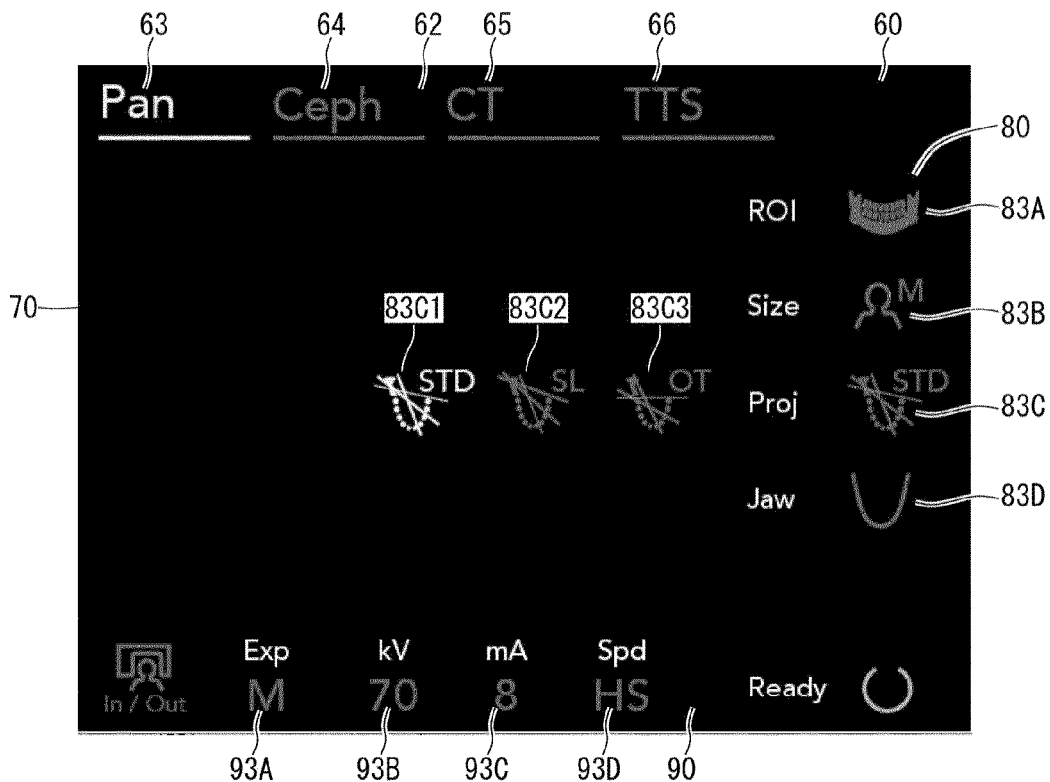 63 64 62 65 66 60
Pan Ceph CT TTS
80
ROI 83A
70
83C1 83C2 83C3 Size M 83B
STD SL OT Proj STD 83C
Jaw 83D
Exp kV mA Spd
In / Out M 70 8 HS Ready
93A 93B 93C 93D 90